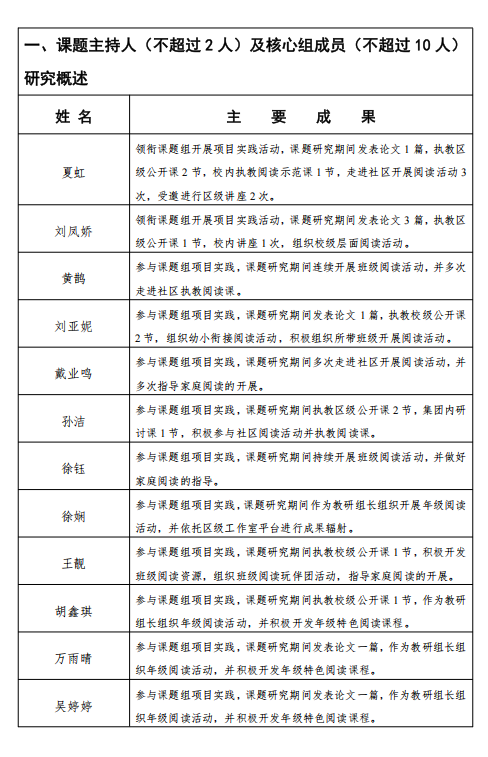 一、课题主持人（不超过2人）及核心组成员（不超过10人）
研究概述
姓 名 主 要 成 果
夏虹
领衔课题组开展项目实践活动，课题研究期间发表论文1篇，执教区
级公开课2节，校内执教阅读示范课1节，走进社区开展阅读活动3
次，受邀进行区级讲座2次。
刘凤娇
领衔课题组开展项目实践活动，课题研究期间发表论文3篇，执教区
级公开课1节，校内讲座1次，组织校级层面阅读活动。
黄鹊
参与课题组项目实践，课题研究期间连续开展班级阅读活动，并多次
走进社区执教阅读课。
刘亚妮
参与课题组项目实践，课题研究期间发表论文1篇，执教校级公开课
2节，组织幼小衔接阅读活动，积极组织所带班级开展阅读活动。
戴业鸣
参与课题组项目实践，课题研究期间多次走进社区开展阅读活动，并
多次指导家庭阅读的开展。
孙洁
参与课题组项目实践，课题研究期间执教区级公开课2节，集团内研
讨课1节，积极参与社区阅读活动并执教阅读课。
徐钰
参与课题组项目实践，课题研究期间持续开展班级阅读活动，并做好
家庭阅读的指导。
徐娴
参与课题组项目实践，课题研究期间作为教研组长组织开展年级阅读
活动，并依托区级工作室平台进行成果辐射。
王靓
参与课题组项目实践，课题研究期间执教校级公开课1节，积极开发
班级阅读资源，组织班级阅读玩伴团活动，指导家庭阅读的开展。
胡鑫琪
参与课题组项目实践，课题研究期间执教校级公开课1节，作为教研
组长组织年级阅读活动，并积极开发年级特色阅读课程。
万雨晴
参与课题组项目实践，课题研究期间发表论文一篇，作为教研组长组
织年级阅读活动，并积极开发年级特色阅读课程。
吴婷婷
参与课题组项目实践，课题研究期间发表论文一篇，作为教研组长组
织年级阅读活动，并积极开发年级特色阅读课程。